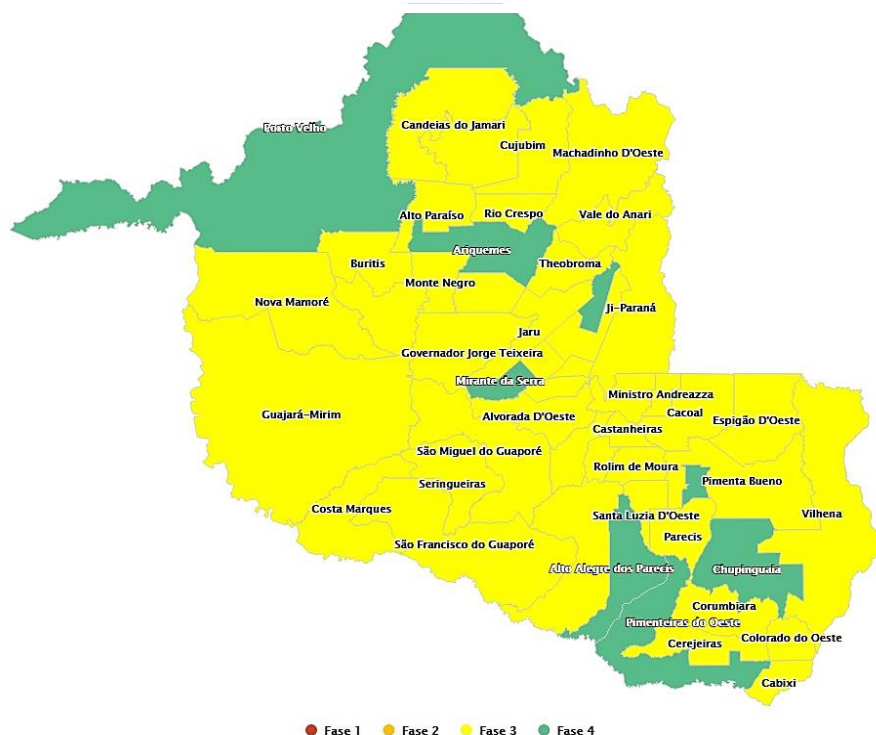 Porto Velho
Candeias do Jamari
Cujubim
Machadinho D'Oeste
Alto Paraíso
Rio Crespo
Vale do Anari
Ariquemes
Buritis
Theobroma
Monte Negro
Nova Mamoré
Ji-Paraná
Jaru
Governador Jorge Teixeira
Mirante da Serra
Ministro Andreazza
Guajará-Mirim
Alvorada D'Oeste
Cacoal
Espigão D'Oeste
Castanheiras
São Miguel do Guaporé
Rolim de Moura
Seringueiras
Pimenta Bueno
Costa Marques
Santa Luzia D'Oeste
Vilhena
Parecis
São Francisco do Guaporé
Alto Alegre dos Parecis
Chupinguaia
Corumbiara
Pimenteiras do Oeste
Cerejeiras
Colorado do Oeste
Cabixi
Fase 1 Fase 2 Fase 3 Fase 4